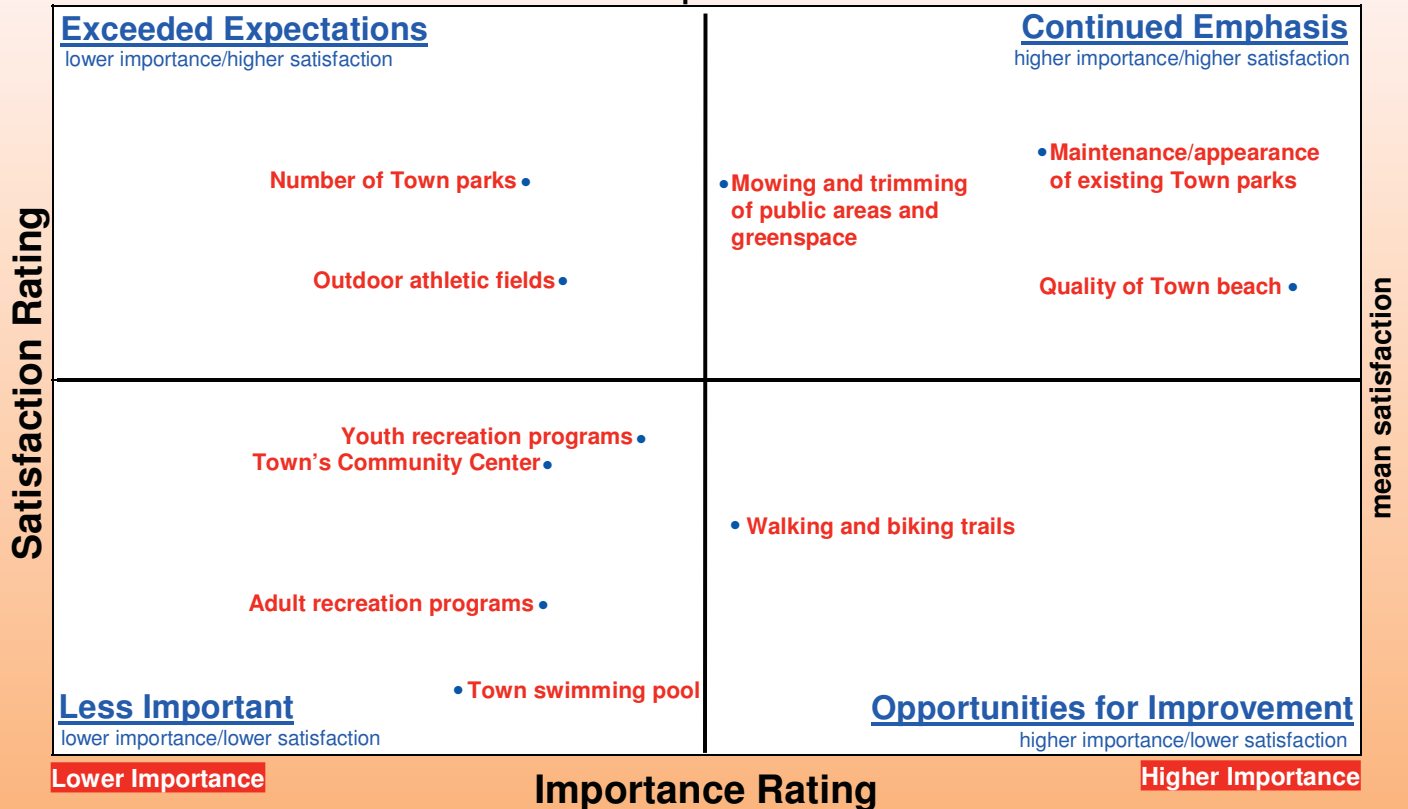 Exceeded Expectations
lower importance/higher satisfaction
Continued Emphasis
higher importance/higher satisfaction
Number of Town parks
Mowing and trimming
of public areas and
greenspace
Maintenance/appearance
of existing Town parks
Outdoor athletic fields
Quality of Town beach
Satisfaction Rating
mean satisfaction
Youth recreation programs
Town's Community Center
Walking and biking trails
Adult recreation programs
Town swimming pool
Less Important
lower importance/lower satisfaction
Opportunities for Improvement
higher importance/lower satisfaction
Lower Importance
Importance Rating
Higher Importance